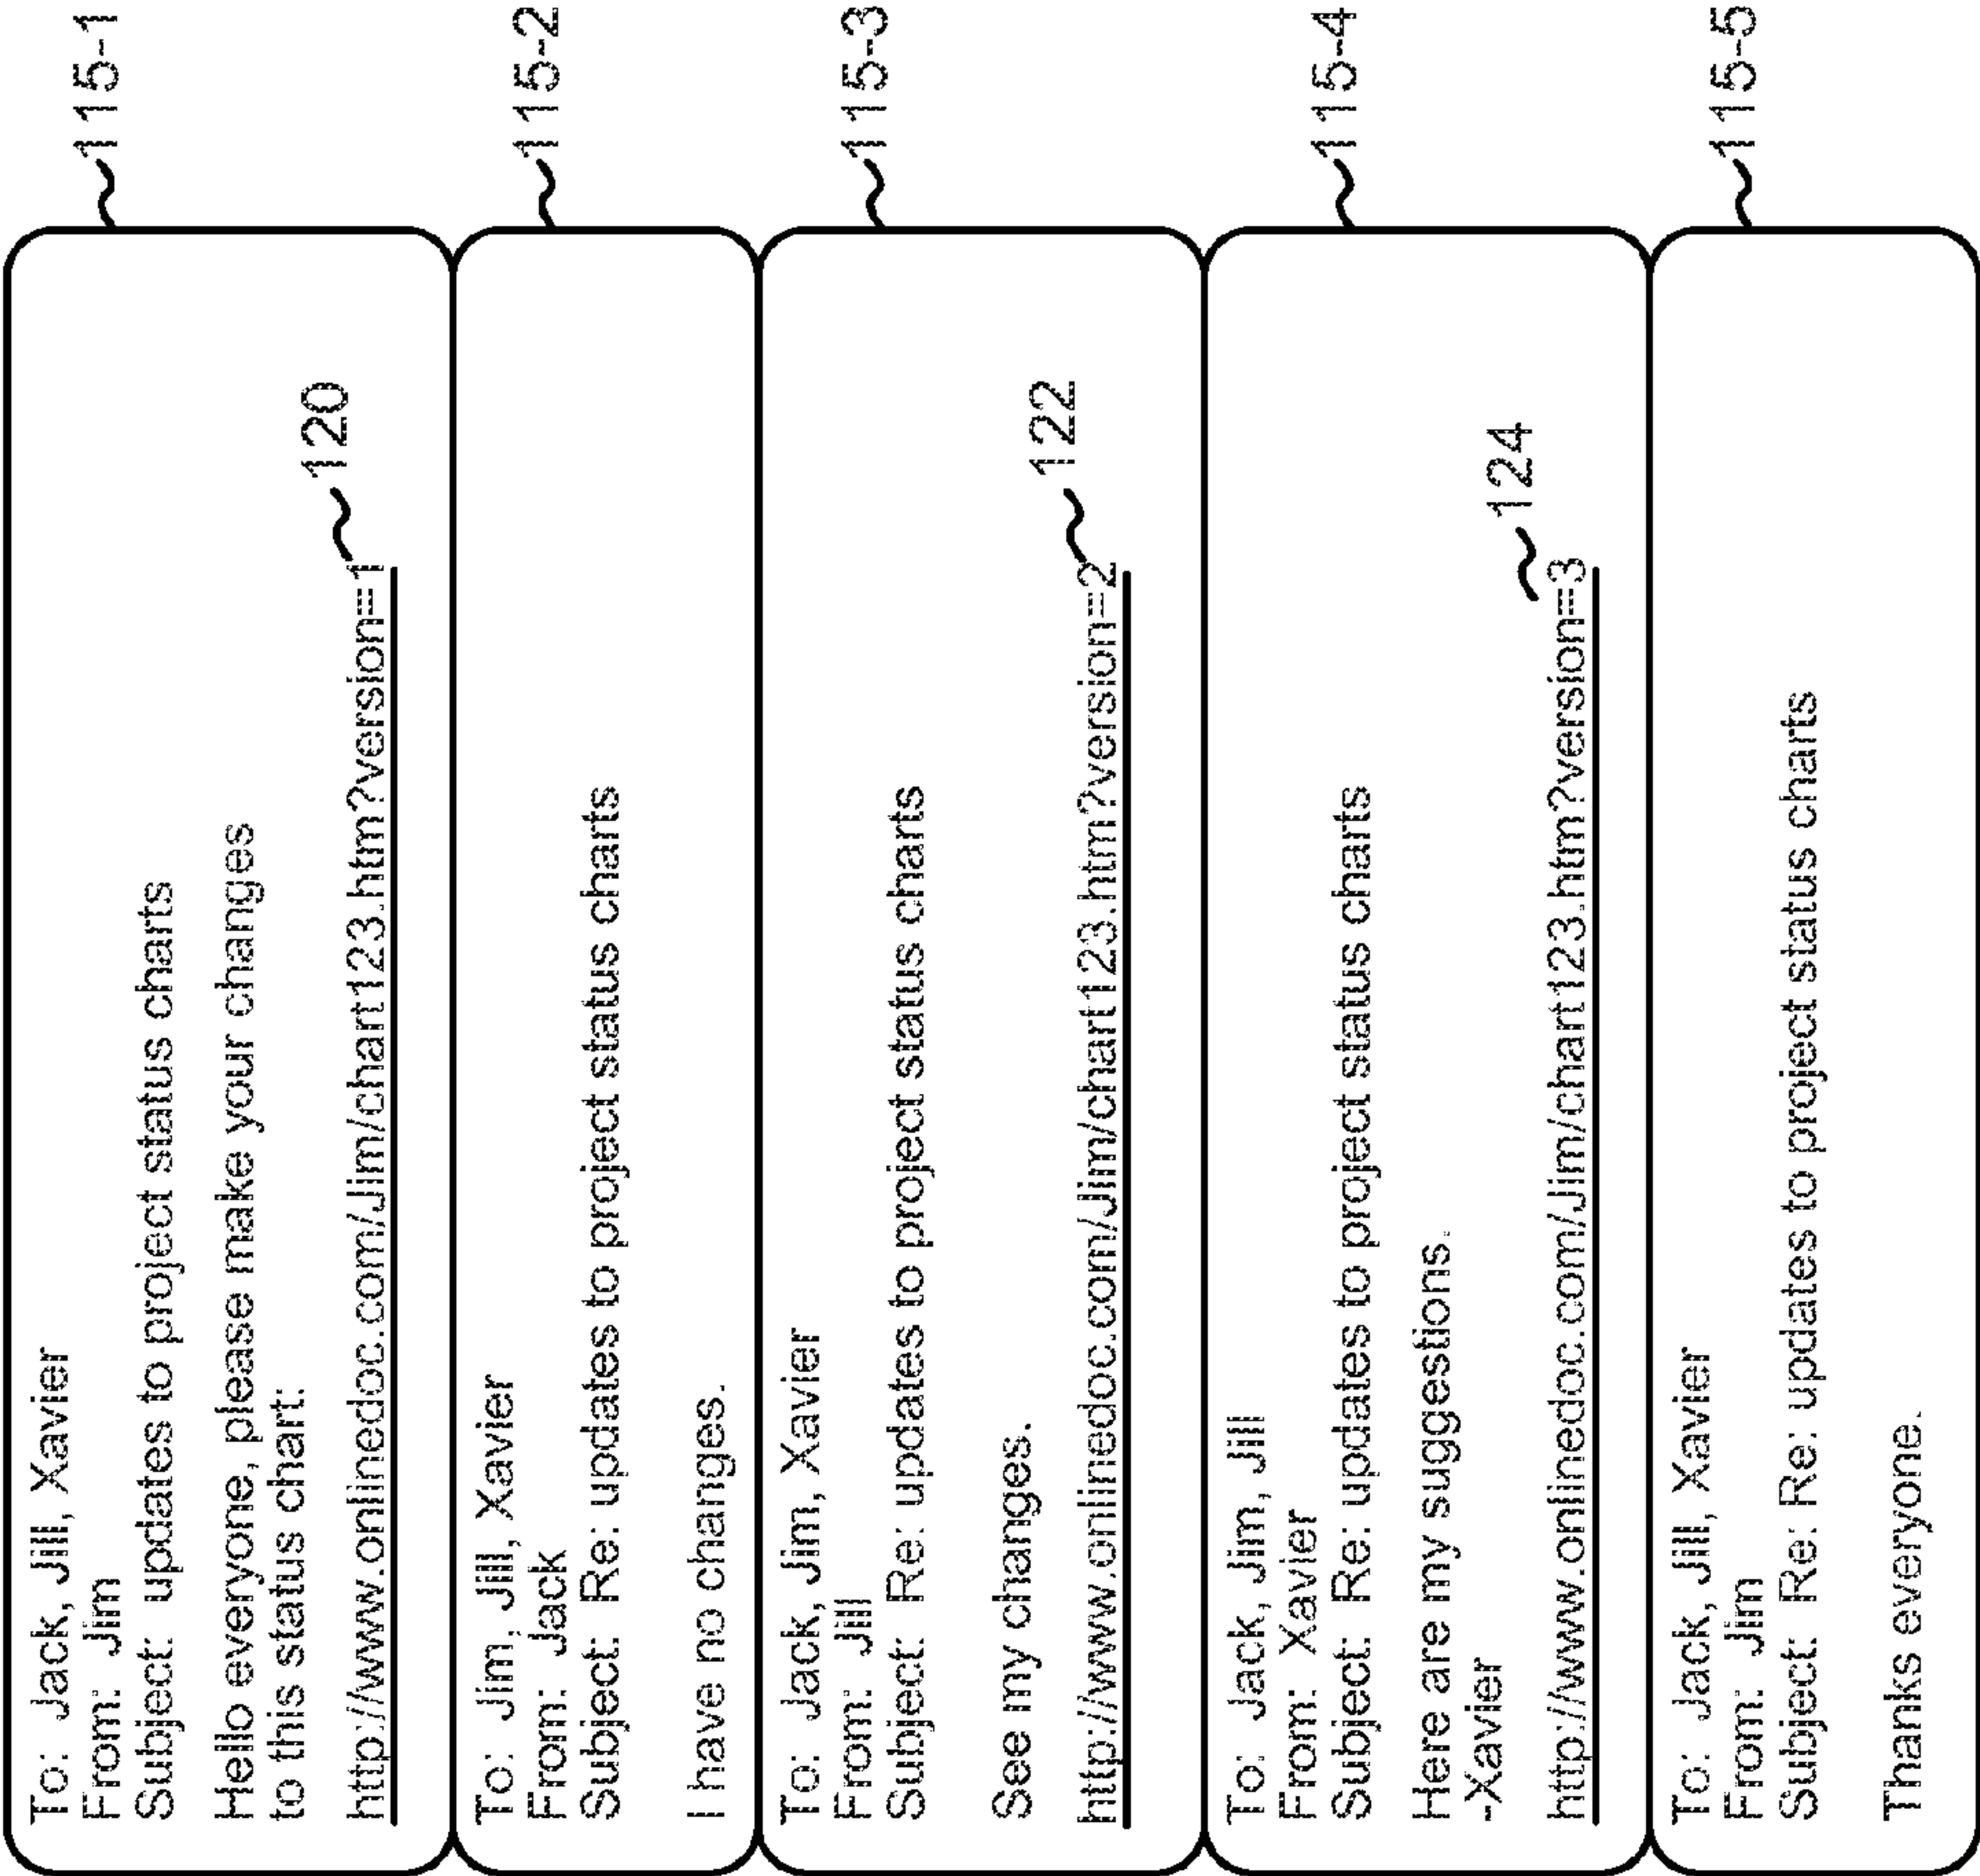 To: Jack, Jill, Xavier
From: Jim
Subject: updates to project status charts
Hello everyone, please make your changes
to this status chart:
http://www.onlinedoc.com/Jim/chart123.htm?version=1
120
115-1
To: Jim, Jill, Xavier
From: Jack
Subject: Re: updates to project status charts
I have no changes.
115-2
To: Jack, Jim, Xavier
From: Jill
Subject: Re: updates to project status charts
See my changes.
http://www.onlinedoc.com/Jim/chart123.htm?version=2
122
115-3
To: Jack, Jim, Jill
From: Xavier
Subject: Re: updates to project status charts
Here are my suggestions.
-Xavier
http://www.onlinedoc.com/Jim/chart123.htm?version=3
124
115-4
To: Jack, Jill, Xavier
From: Jim
Subject: Re: Re: updates to project status charts
Thanks everyone.
115-5